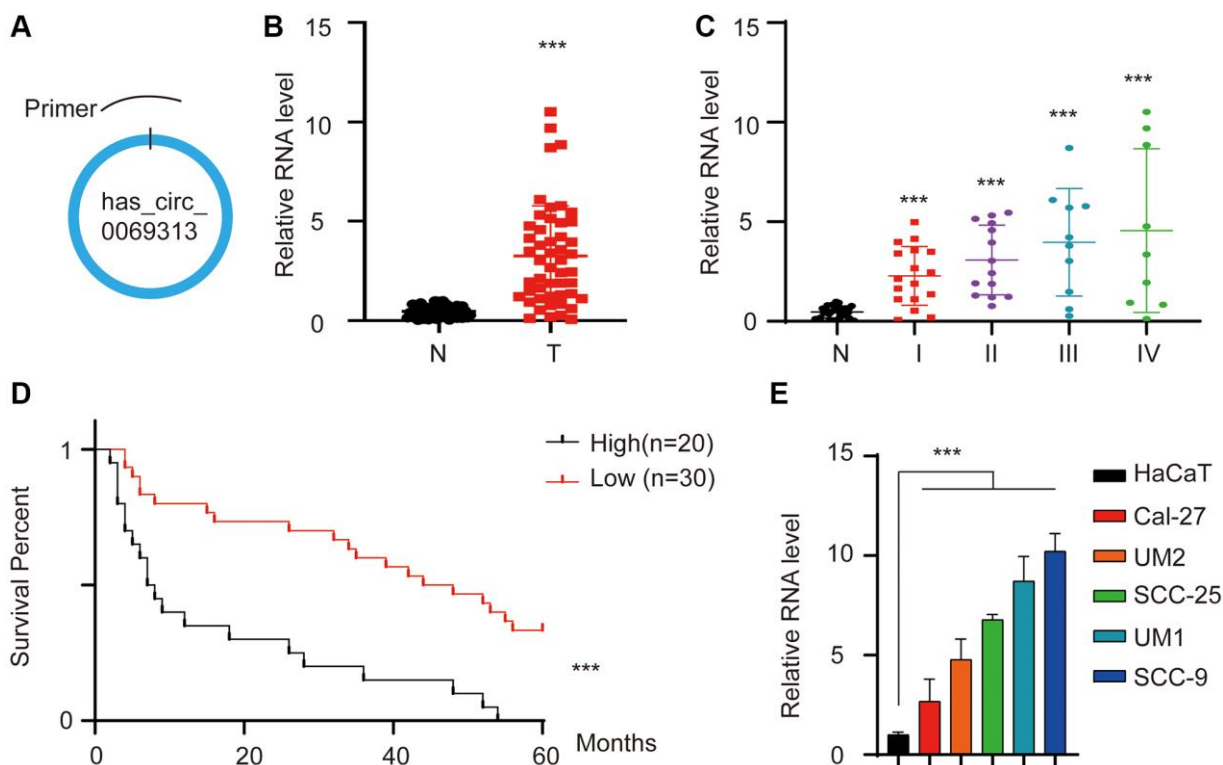 A
Primer
has_circ_
0069313
B
Relative RNA level
15
10
5
0
***
N
T
C
Relative RNA level
15
10
5
0
***
***
***
***
N
I
II
III
IV
D
Survival Percent
1
0
0
20
40
60
Months
High(n=20)
Low (n=30)
***
E
Relative RNA level
15
10
5
0
***
HaCaT
Cal-27
UM2
SCC-25
UM1
SCC-9